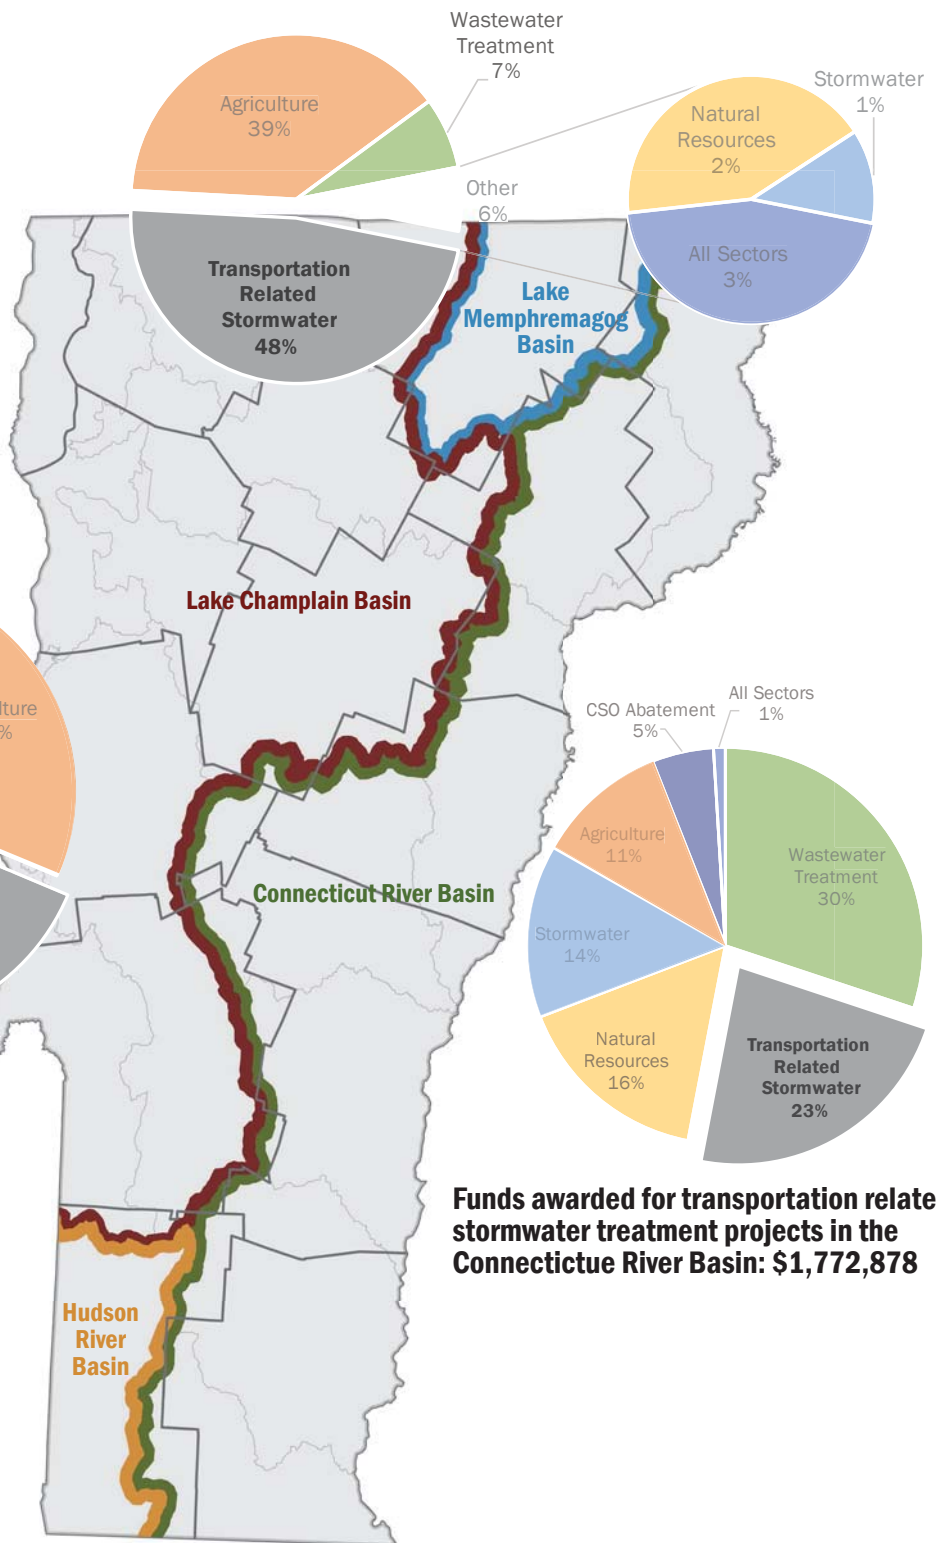 Wastewater
Treatment
7%
Agriculture
39%
Stormwater
1%
Natural
Resources
2%
Other
6%
All Sectors
3%
Transportation
Related
Stormwater
48%
Lake
Memphremagog
Basin
Lake Champlain Basin
lture
%
CSO Abatement
5%
All Sectors
1%
Agriculture
11%
Wastewater
Treatment
30%
Connecticut River Basin
Stormwater
14%
Natural
Resources
16%
Transportation
Related
Stormwater
23%
Funds awarded for transportation relate
stormwater treatment projects in the
Connectictue River Basin: $1,772,878
Hudson
River
Basin